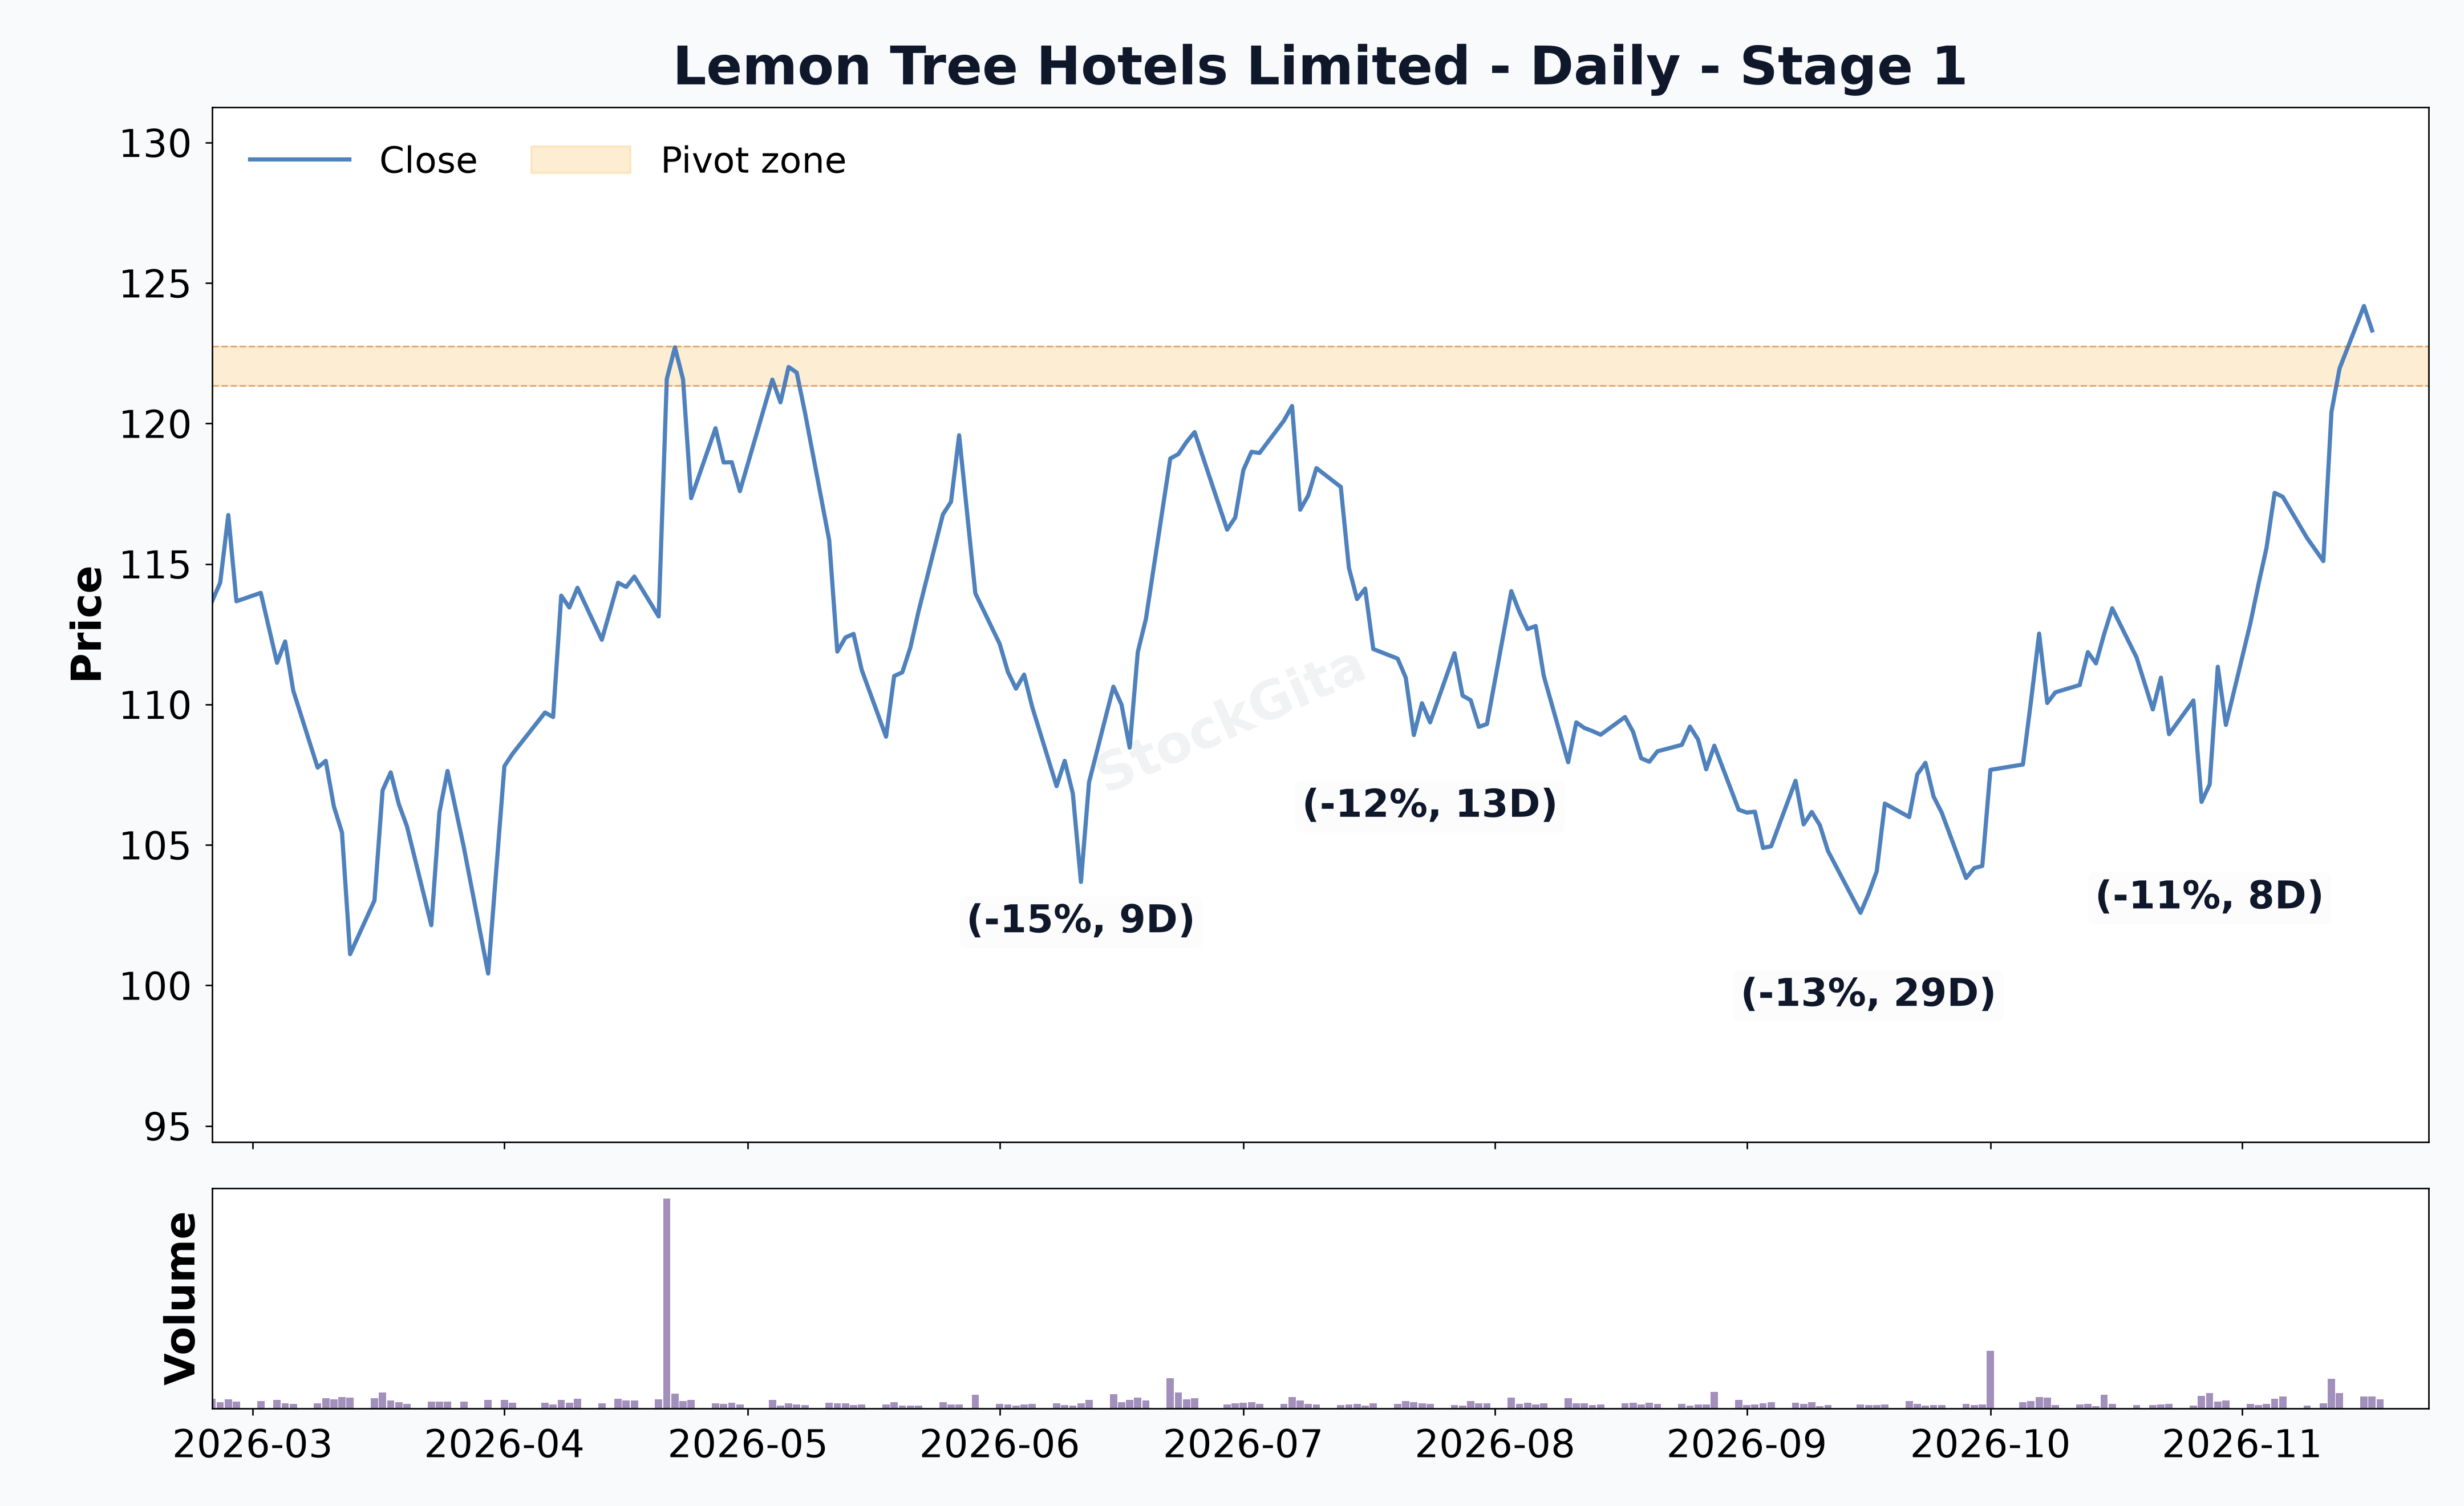 Lemon Tree Hotels Limited - Daily - Stage 1
Close
Pivot zone
130
125
120
115
110
105
100
95
Price
StockGita
(-15%, 9D)
(-12%, 13D)
(-13%, 29D)
(-11%, 8D)
Volume
2026-03
2026-04
2026-05
2026-06
2026-07
2026-08
2026-09
2026-10
2026-11